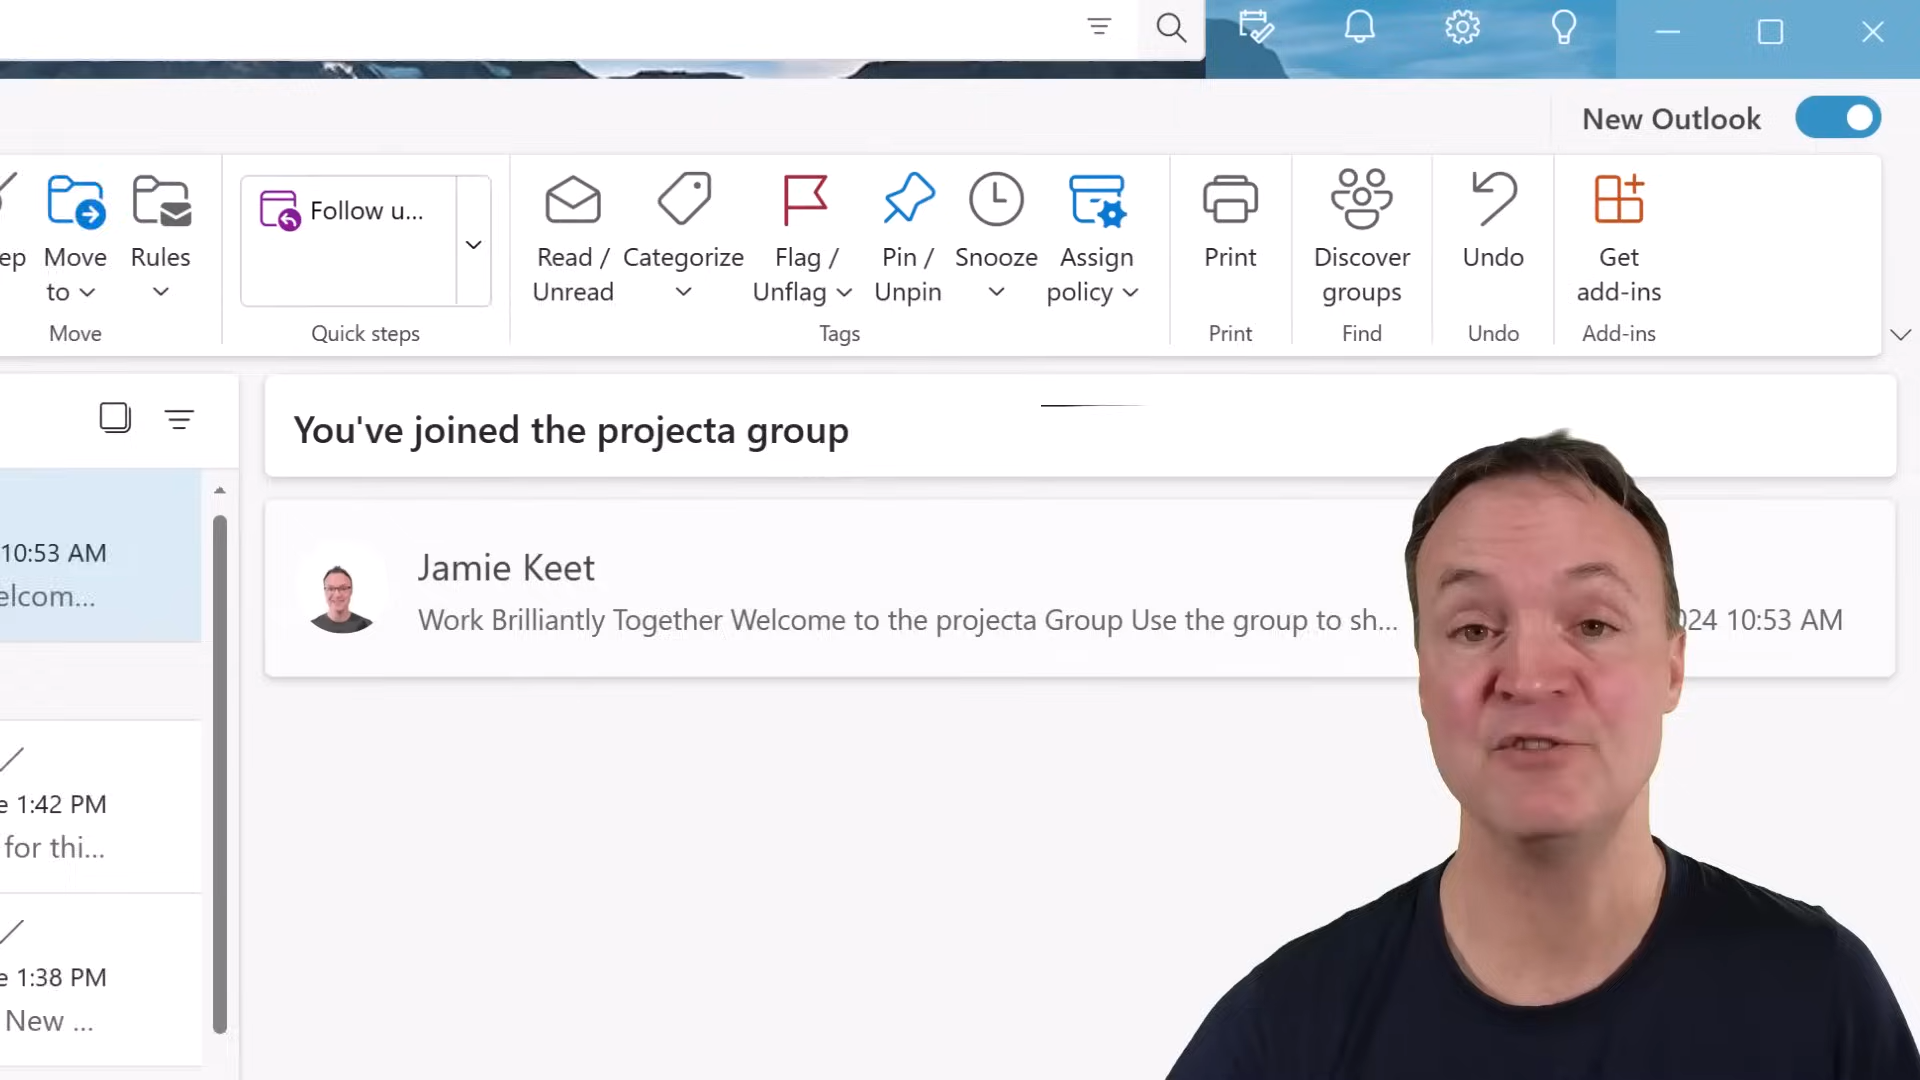 New Outlook
ep
Move to
Rules
Move
Follow u...
Quick steps
Read / Unread
Categorize
Flag / Unflag
Pin / Unpin
Snooze
Assign policy
Tags
Print
Print
Discover groups
Find
Undo
Undo
Get add-ins
Add-ins
You've joined the projecta group
10:53 AM
elcom...
Jamie Keet
Work Brilliantly Together Welcome to the projecta Group Use the group to sh...
024 10:53 AM
e 1:42 PM
for thi...
e 1:38 PM
New ...